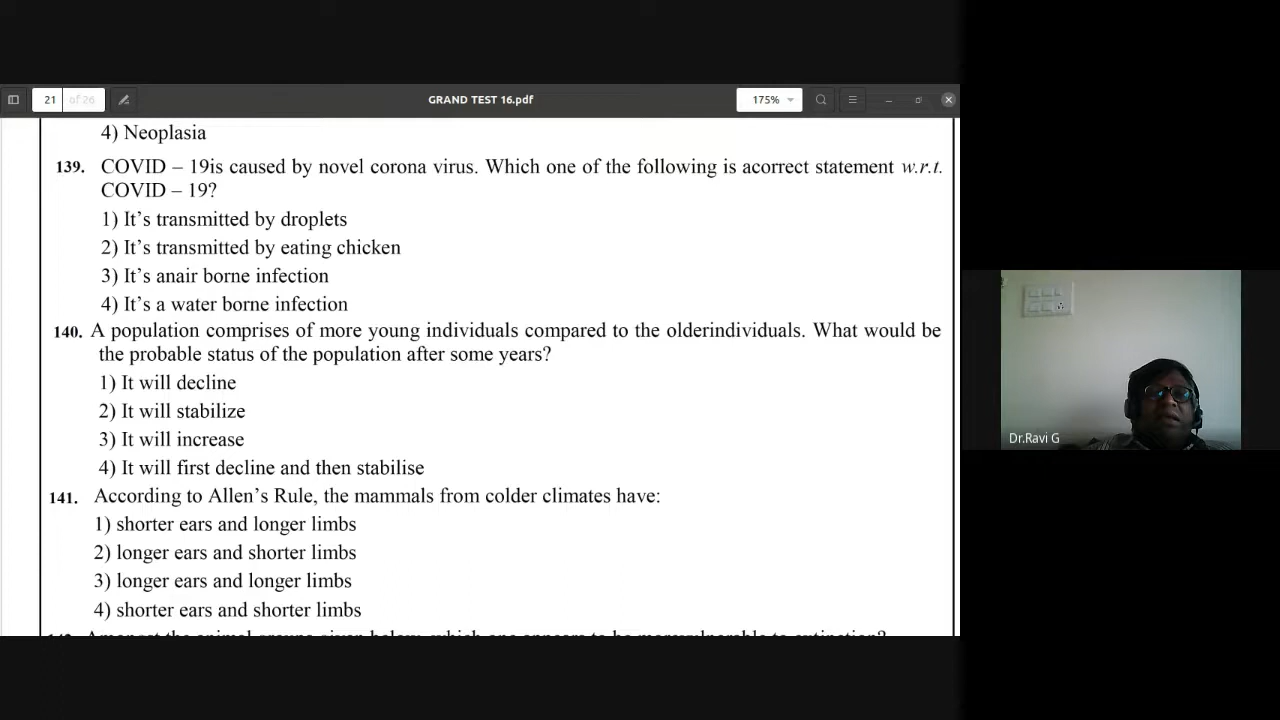 21 of 26
GRAND TEST 16.pdf
175%
4) Neoplasia
139. COVID – 19is caused by novel corona virus. Which one of the following is acorrect statement w.r.t.
COVID – 19?
1) It’s transmitted by droplets
2) It’s transmitted by eating chicken
3) It’s anair borne infection
4) It’s a water borne infection
140. A population comprises of more young individuals compared to the olderindividuals. What would be
the probable status of the population after some years?
1) It will decline
2) It will stabilize
3) It will increase
4) It will first decline and then stabilise
141. According to Allen’s Rule, the mammals from colder climates have:
1) shorter ears and longer limbs
2) longer ears and shorter limbs
3) longer ears and longer limbs
4) shorter ears and shorter limbs
Dr.Ravi G